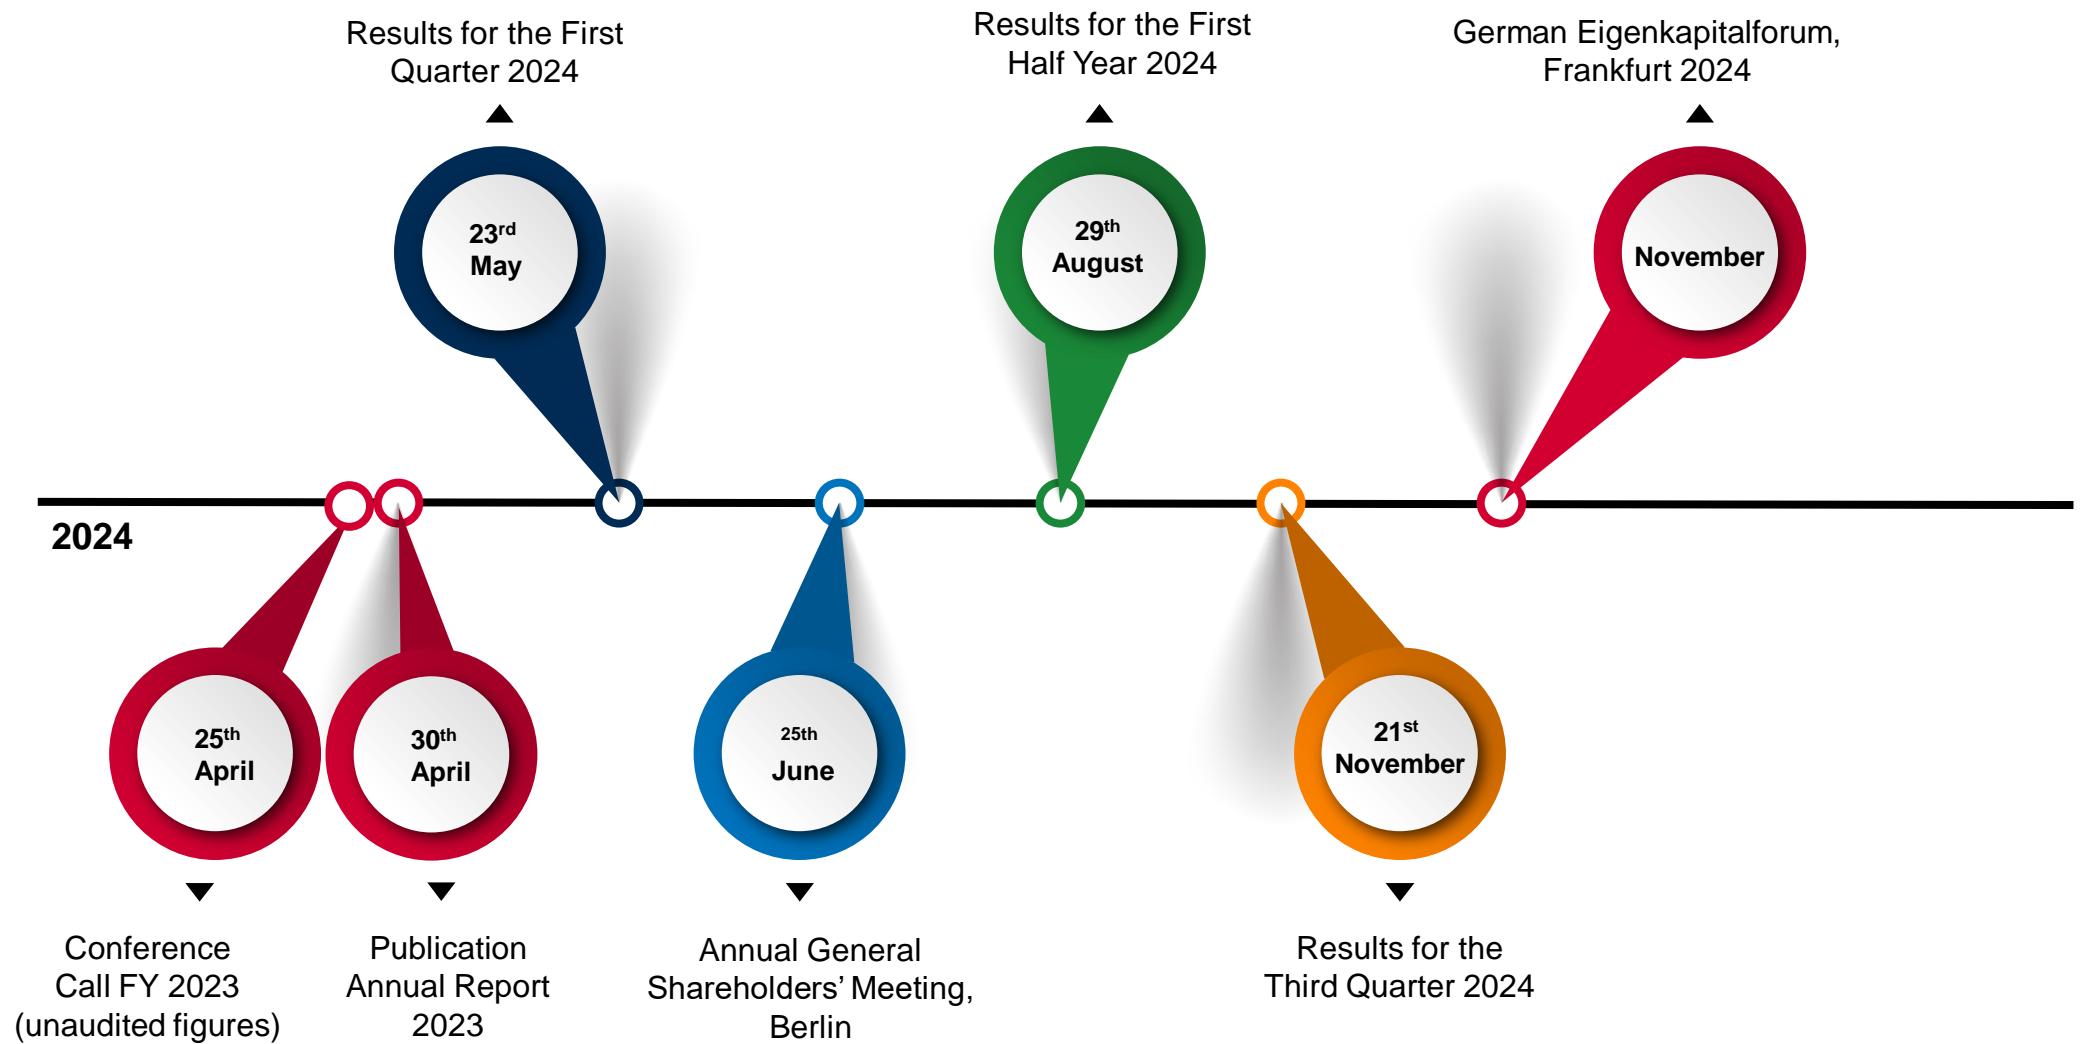 Results for the First
Quarter 2024
Results for the First
Half Year 2024
German Eigenkapitalforum,
Frankfurt 2024
23rd
May
29th
August
November
2024
25th
April
30th
April
25th
June
21st
November
Conference
Call FY 2023
(unaudited figures)
Publication
Annual Report
2023
Annual General
Shareholders’ Meeting,
Berlin
Results for the
Third Quarter 2024